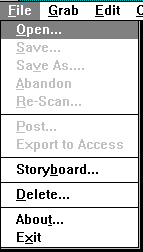 File Grab Edit
Open...
Save...
Save As....
Abandon
Re-Scan...
Post...
Export to Access
Storyboard...
Delete...
About...
Exit